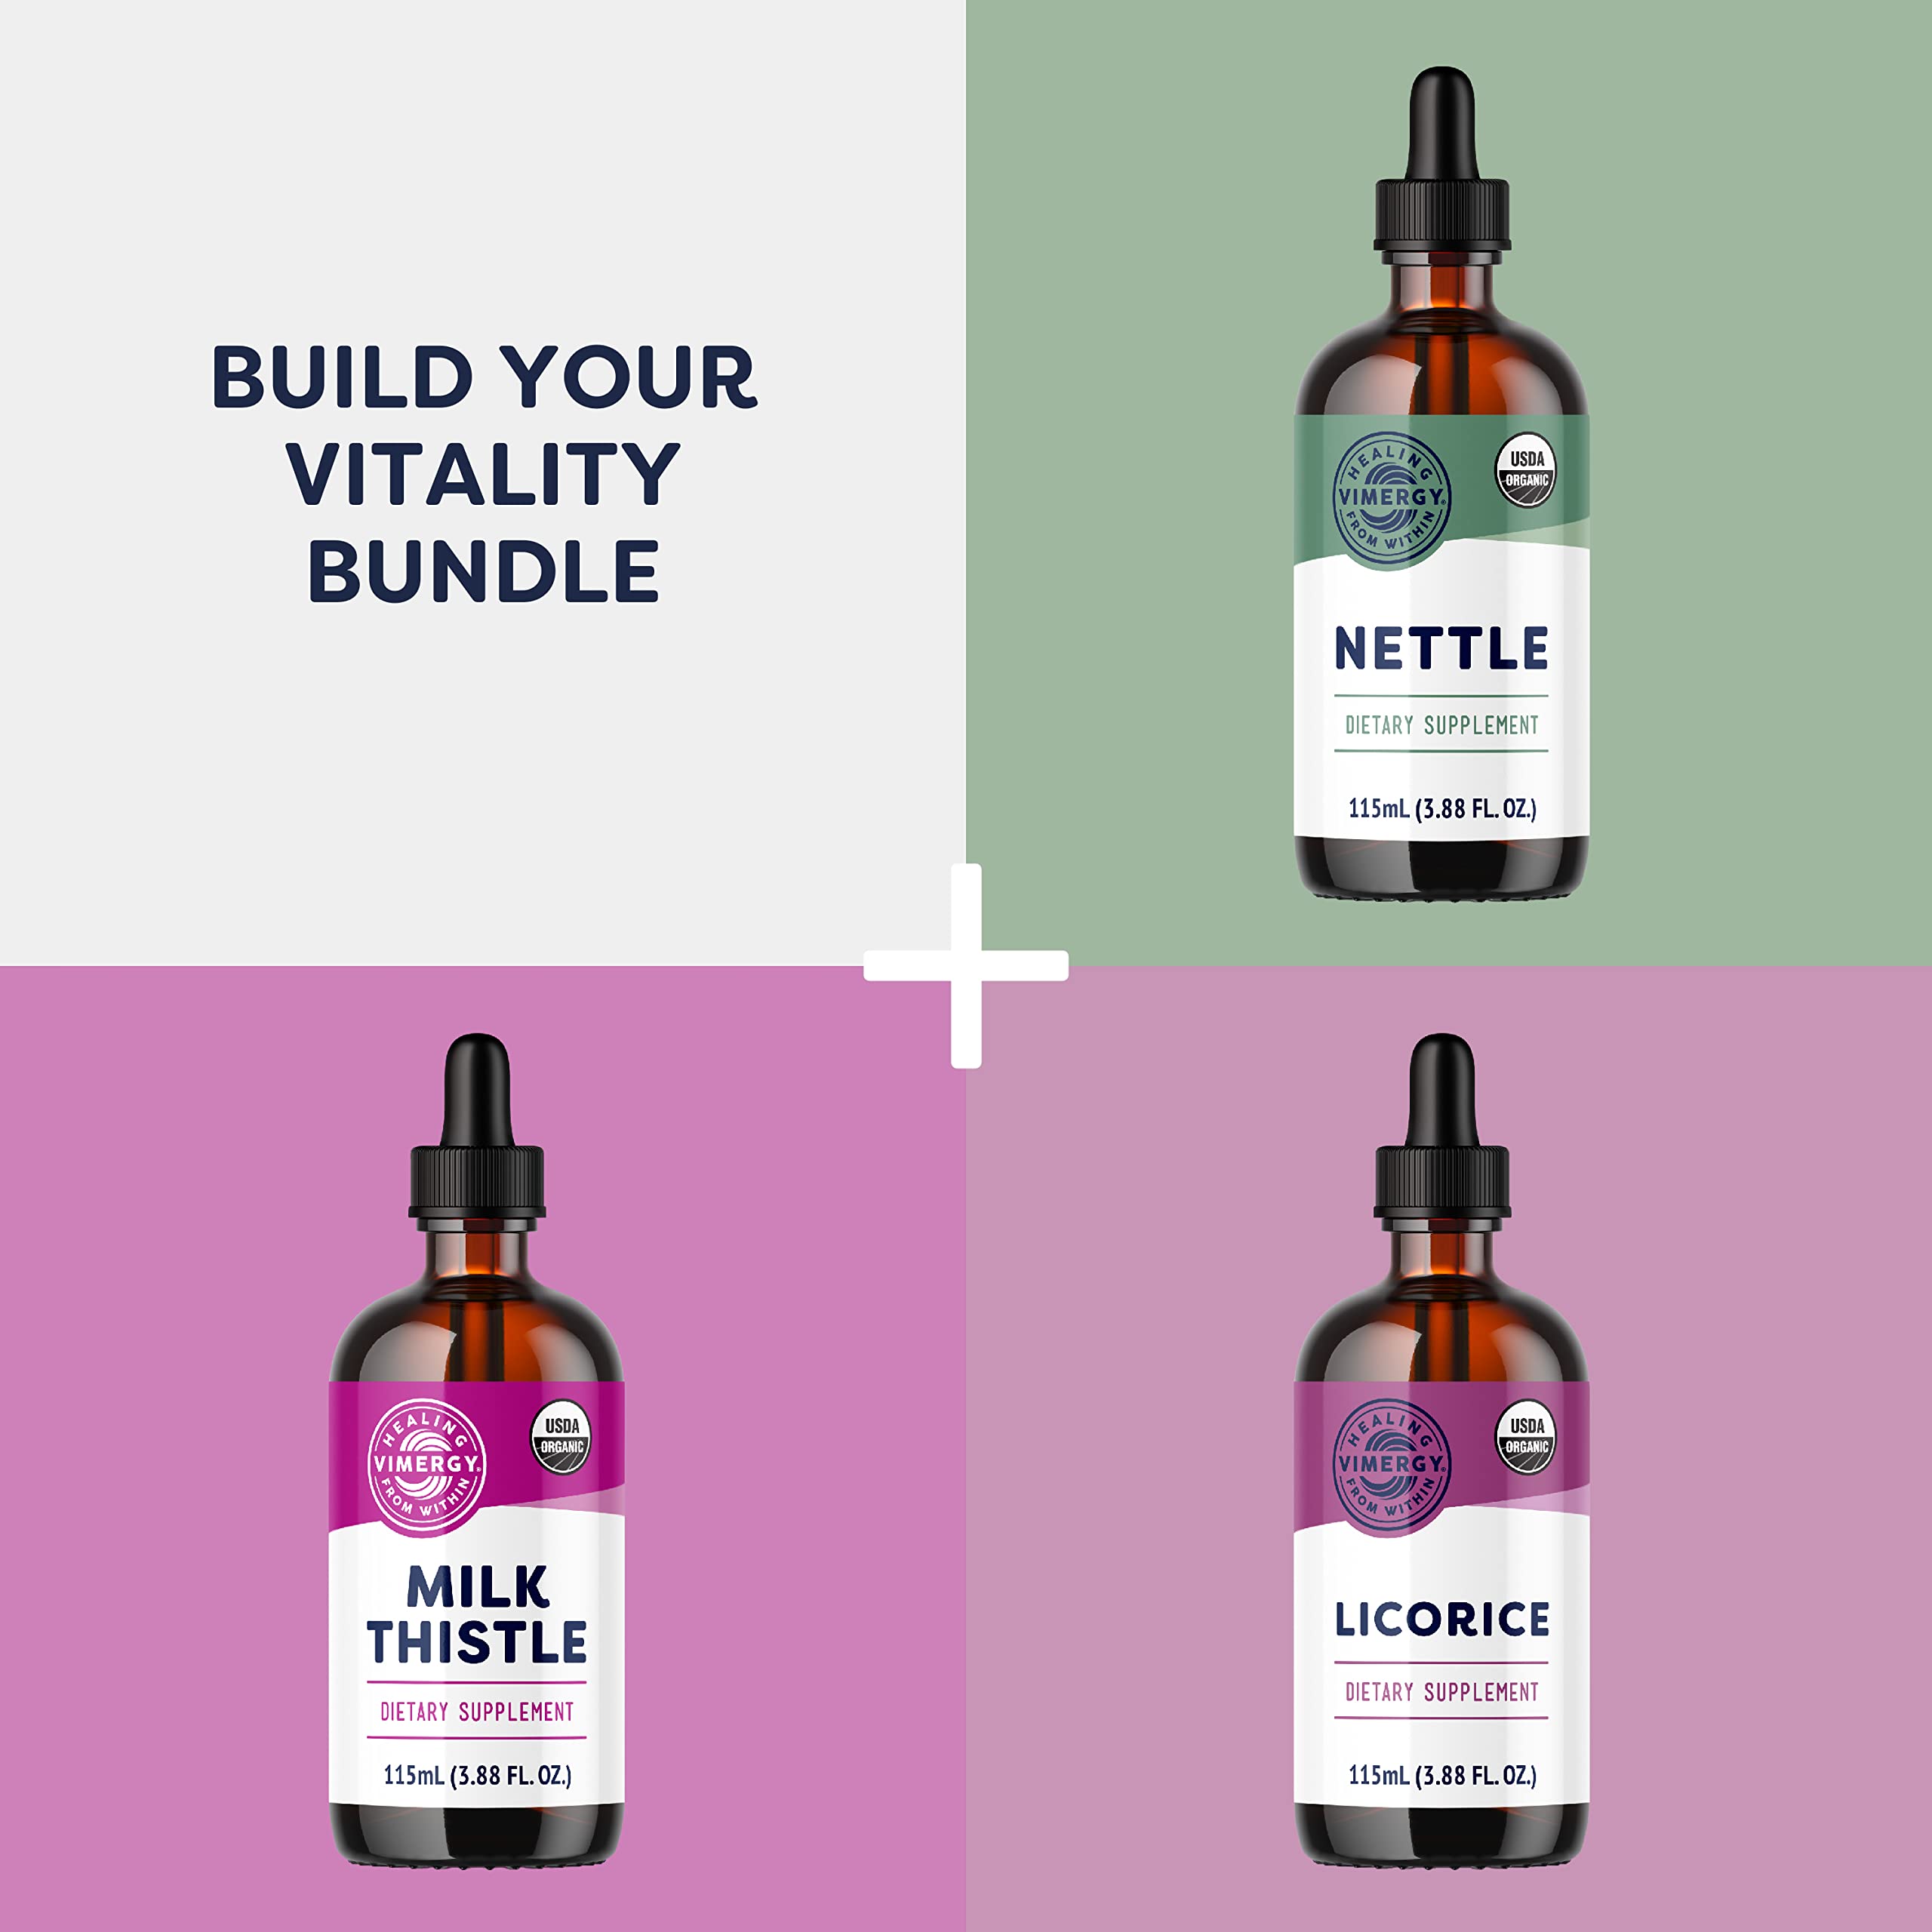 BUILD YOUR
VITALITY
BUNDLE
HEALING
VIMERGY®
FROM WITHIN
USDA
ORGANIC
NETTLE
DIETARY SUPPLEMENT
115mL (3.88 FL. OZ.)
HEALING
VIMERGY®
FROM WITHIN
USDA
ORGANIC
MILK
THISTLE
DIETARY SUPPLEMENT
115mL (3.88 FL. OZ.)
HEALING
VIMERGY®
FROM WITHIN
USDA
ORGANIC
LICORICE
DIETARY SUPPLEMENT
115mL (3.88 FL. OZ.)